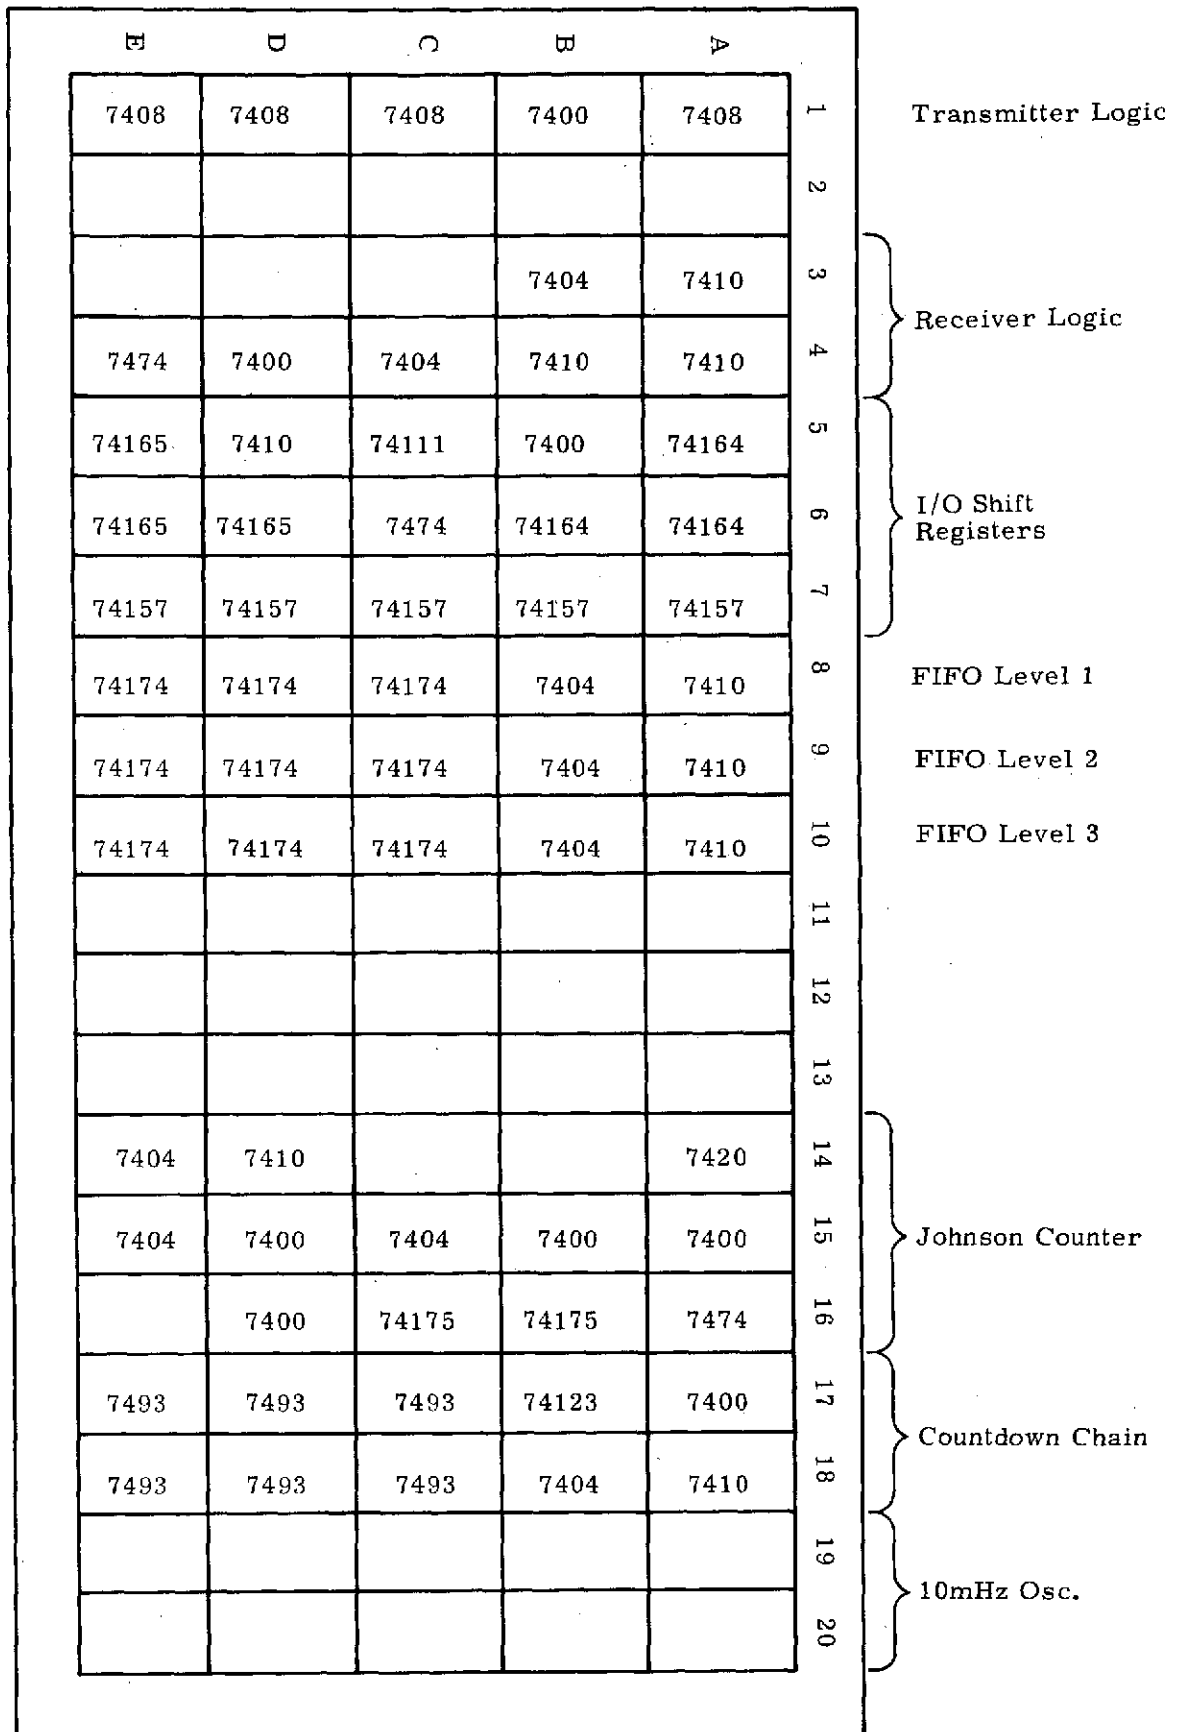 E D C B A
7408 7408 7408 7400 7408 1 Transmitter Logic
2
7404 7410 3
Receiver Logic
7474 7400 7404 7410 7410 4
74165 7410 74111 7400 74164 5
I/O Shift
Registers
74165 74165 7474 74164 74164 6
74157 74157 74157 74157 74157 7
74174 74174 74174 7404 7410 8 FIFO Level 1
74174 74174 74174 7404 7410 9 FIFO Level 2
74174 74174 74174 7404 7410 10 FIFO Level 3
11
12
13
7404 7410 7420 14
7404 7400 7404 7400 7400 15 Johnson Counter
7400 74175 74175 7474 16
7493 7493 7493 74123 7400 17
Countdown Chain
7493 7493 7493 7404 7410 18
19
10mHz Osc.
20